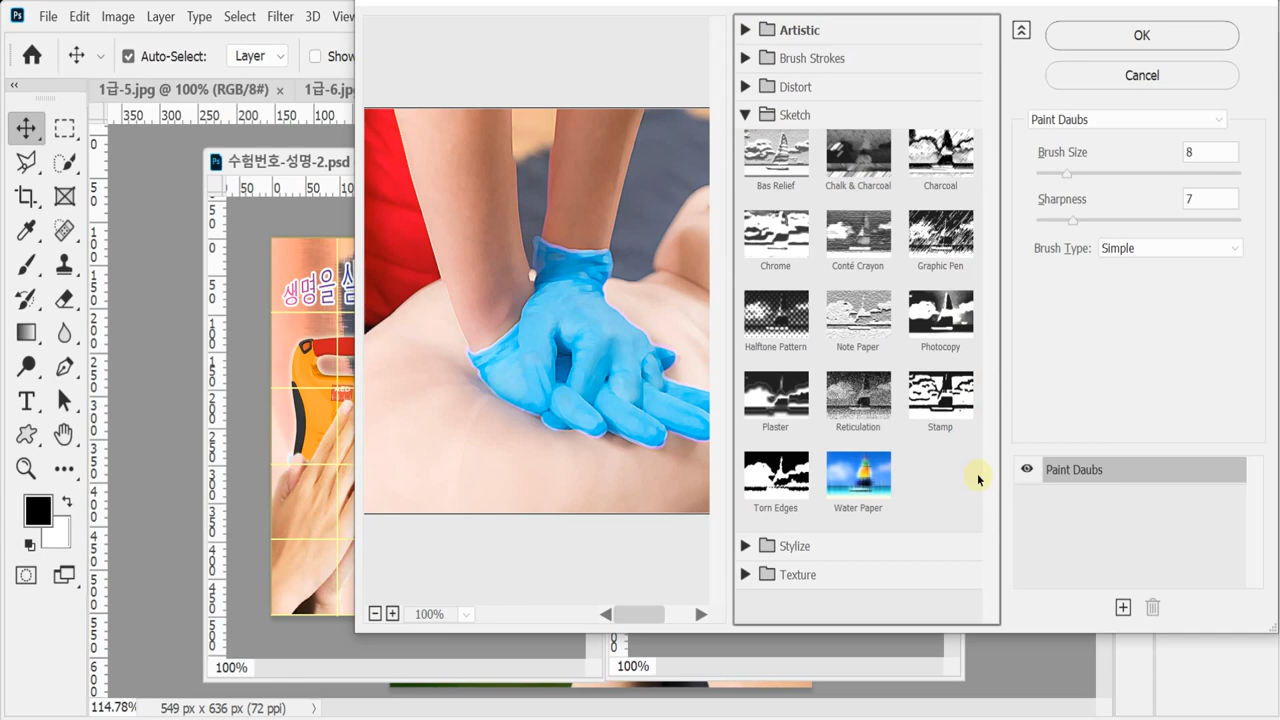 Ps File Edit Image Layer Type Select Filter 3D View
Auto-Select: Layer Show
1급-5.jpg @ 100% (RGB/8#) × 1급-6.jpg
350 300 250 200 150 100
수험번호-성명-2.psd
50 0 50 100
생명을
100%
100%
114.78% 549 px x 636 px (72 ppi)
100%
Artistic
Brush Strokes
Distort
Sketch
Bas Relief Chalk & Charcoal Charcoal
Chrome Conté Crayon Graphic Pen
Halftone Pattern Note Paper Photocopy
Plaster Reticulation Stamp
Torn Edges Water Paper
Stylize
Texture
OK
Cancel
Paint Daubs
Brush Size 8
Sharpness 7
Brush Type: Simple
Paint Daubs